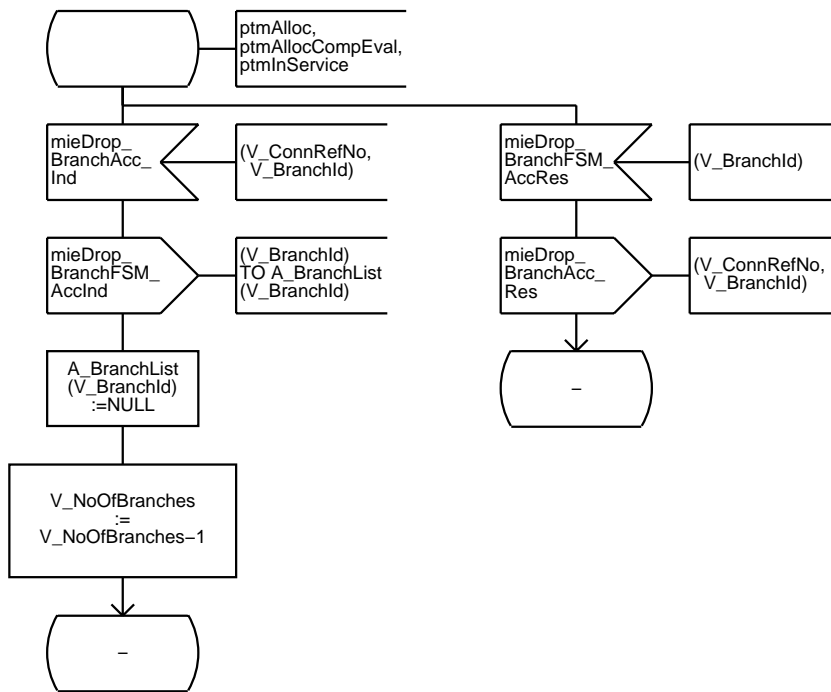 ptmAlloc,
ptmAllocCompEval,
ptmInService
mieDrop_
BranchAcc_
Ind
(V_ConnRefNo,
V_BranchId)
mieDrop_
BranchFSM_
AccRes
(V_BranchId)
mieDrop_
BranchFSM_
AccInd
(V_BranchId)
TO A_BranchList
(V_BranchId)
mieDrop_
BranchAcc_
Res
(V_ConnRefNo,
V_BranchId)
A_BranchList
(V_BranchId)
:=NULL
−
V_NoOfBranches
:=
V_NoOfBranches−1
−